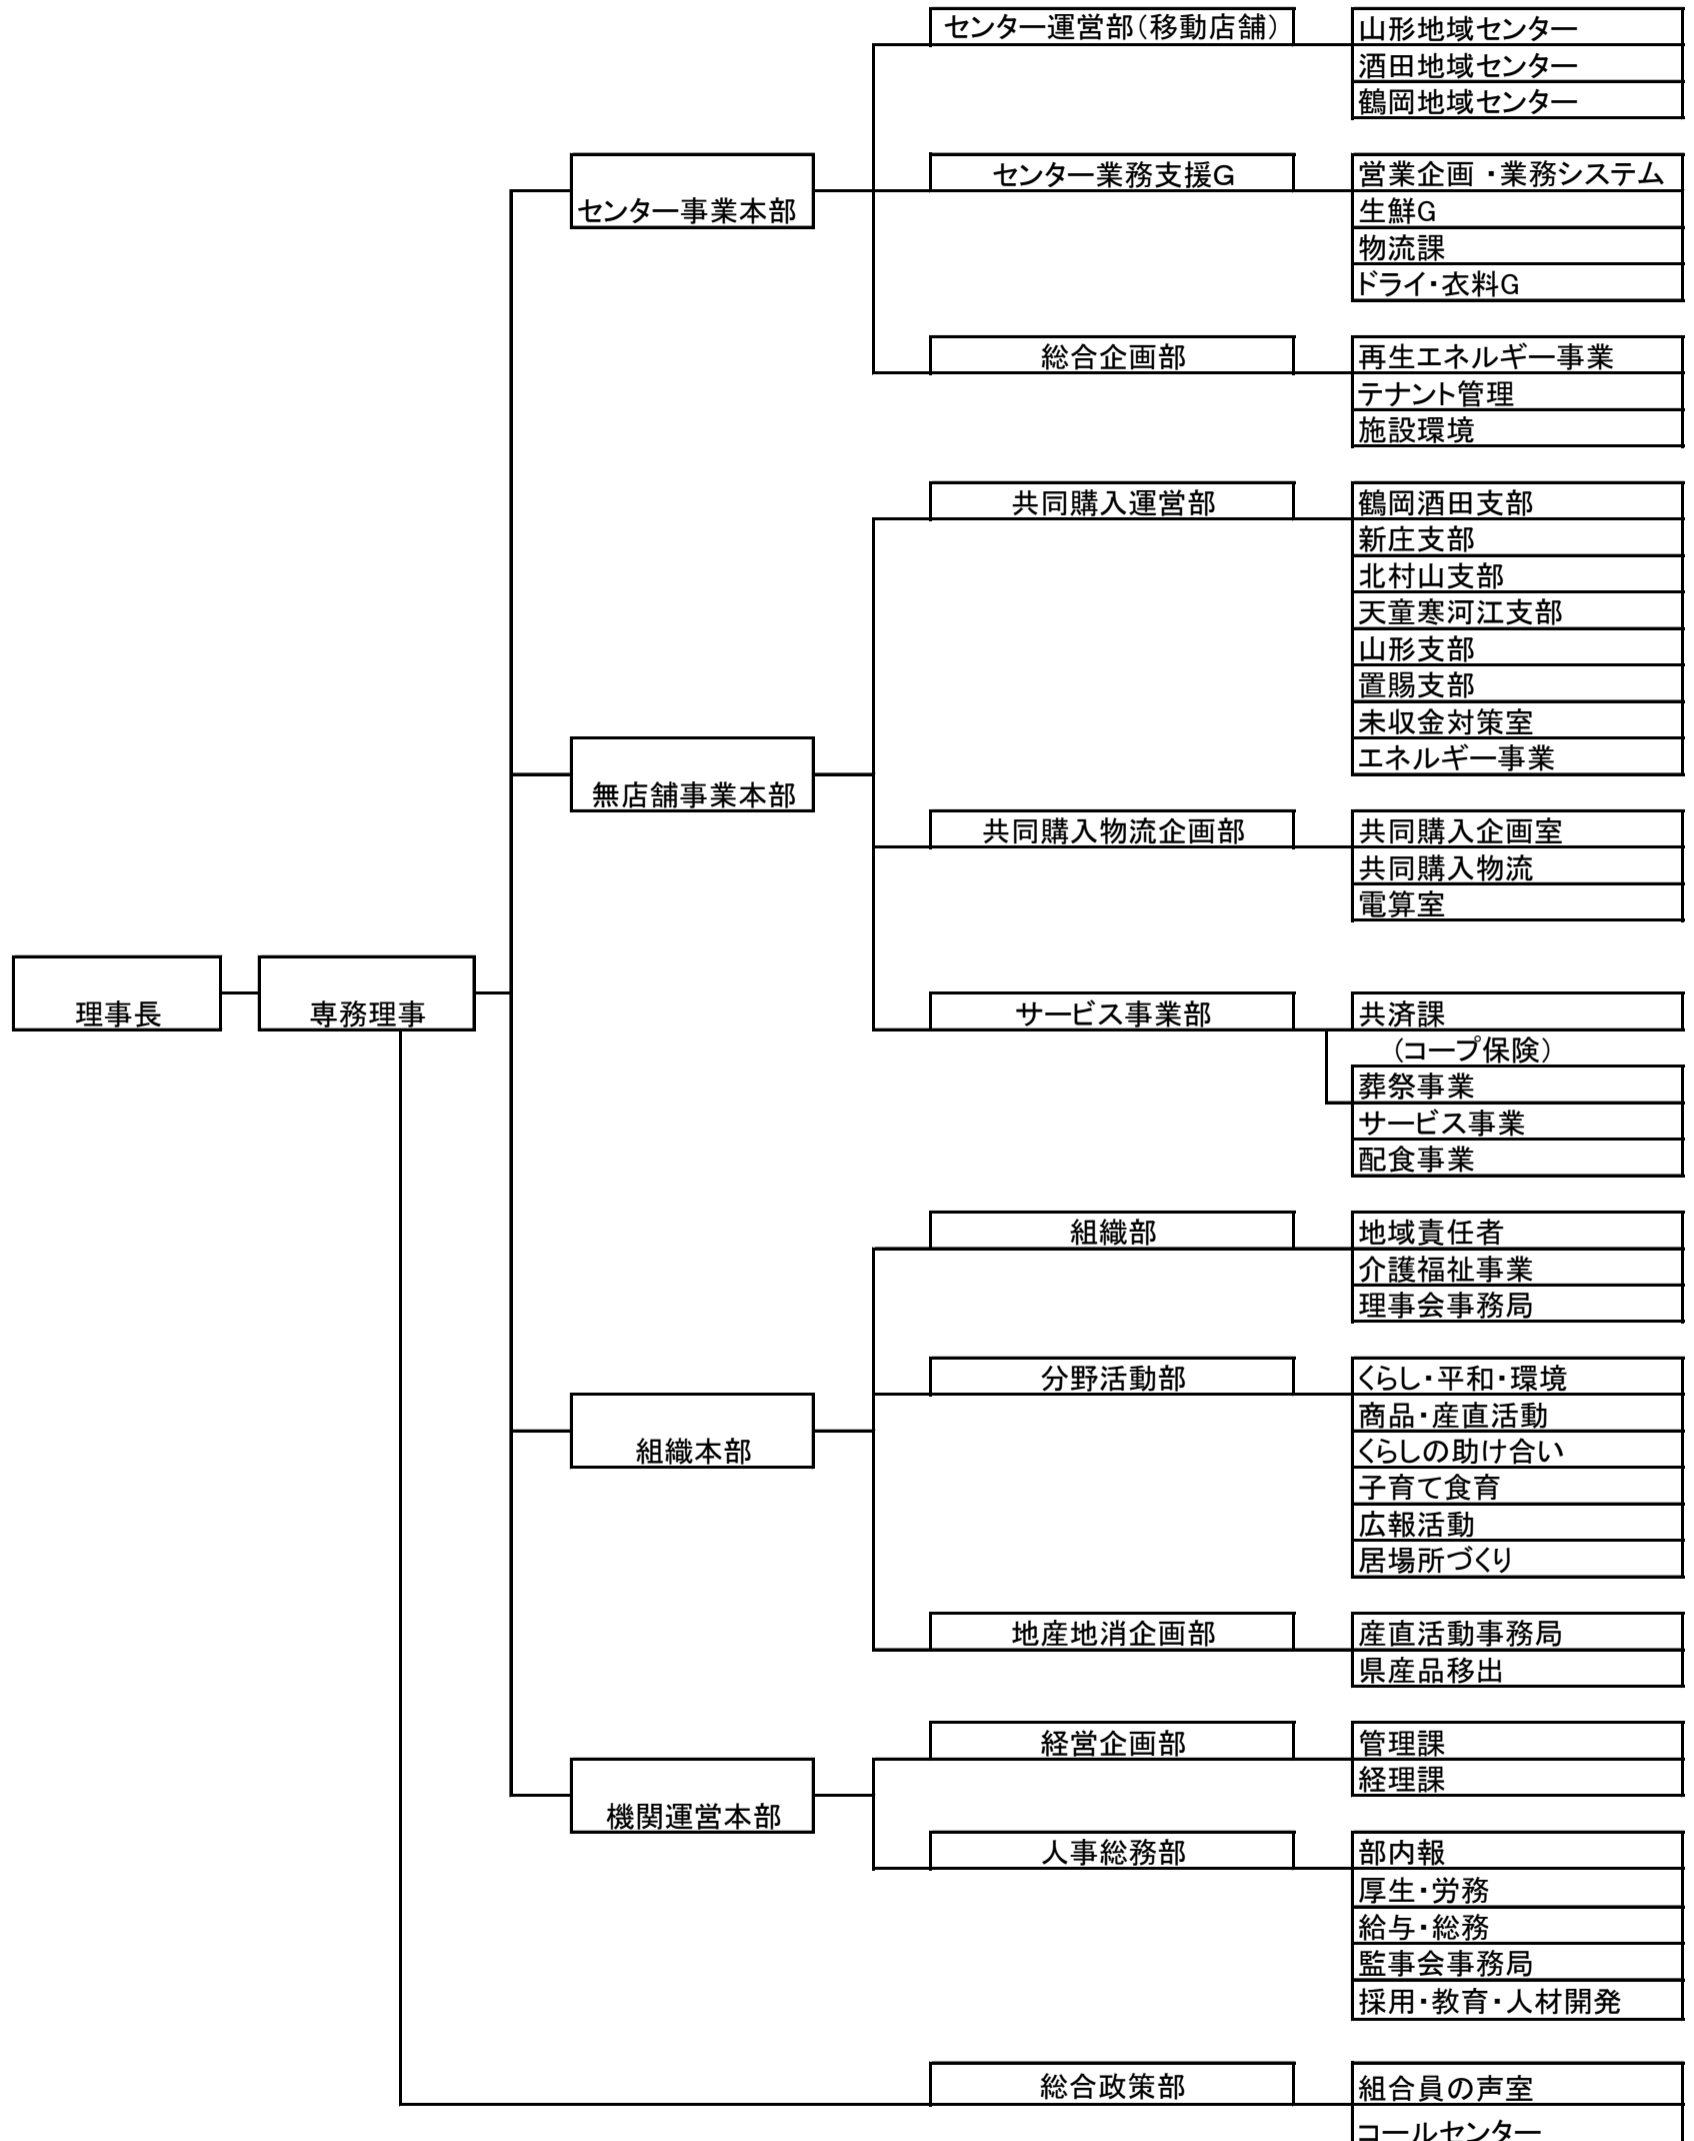 センター運営部（移動店舗）
山形地域センター
酒田地域センター
鶴岡地域センター
センター事業本部
センター業務支援G
営業企画・業務システム
生鮮G
物流課
ドライ・衣料G
総合企画部
再生エネルギー事業
テナント管理
施設環境
共同購入運営部
鶴岡酒田支部
新庄支部
北村山支部
天童寒河江支部
山形支部
置賜支部
未収金対策室
エネルギー事業
無店舗事業本部
共同購入物流企画部
共同購入企画室
共同購入物流
電算室
理事長
専務理事
サービス事業部
共済課
（コープ保険）
葬祭事業
サービス事業
配食事業
組織部
地域責任者
介護福祉事業
理事会事務局
分野活動部
くらし・平和・環境
商品・産直活動
くらしの助け合い
子育て食育
広報活動
居場所づくり
組織本部
地産地消企画部
産直活動事務局
県産品移出
経営企画部
管理課
経理課
機関運営本部
人事総務部
部内報
厚生・労務
給与・総務
監事会事務局
採用・教育・人材開発
総合政策部
組合員の声室
コールセンター